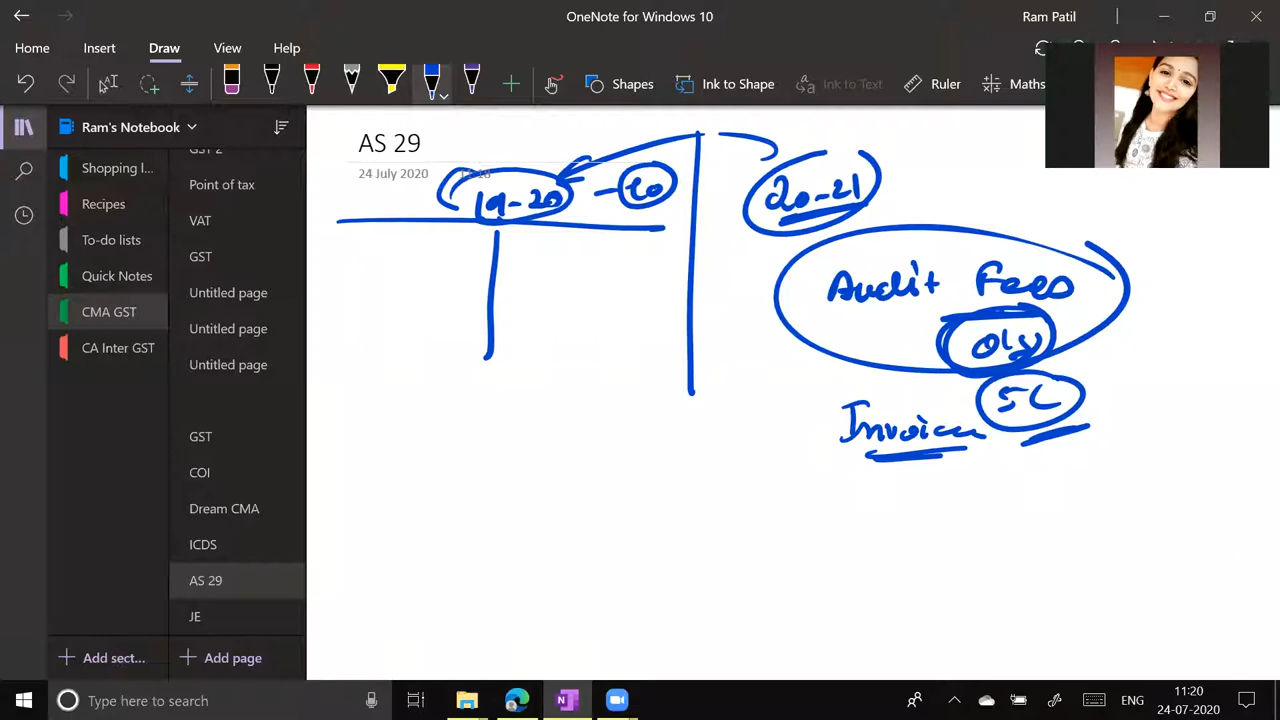 OneNote for Windows 10
Ram Patil
Home Insert Draw View Help
Shapes Ink to Shape Ink to Text Ruler Maths
Ram's Notebook
Shopping l...
Recipes
To-do lists
Quick Notes
CMA GST
CA Inter GST
GST 2
Point of tax
VAT
GST
Untitled page
Untitled page
Untitled page
GST
COI
Dream CMA
ICDS
AS 29
JE
Add sect...
Add page
AS 29
24 July 2020
19-20
20-21
Audit Fees
5L
Invoice
Type here to search
ENG
11:20
24-07-2020